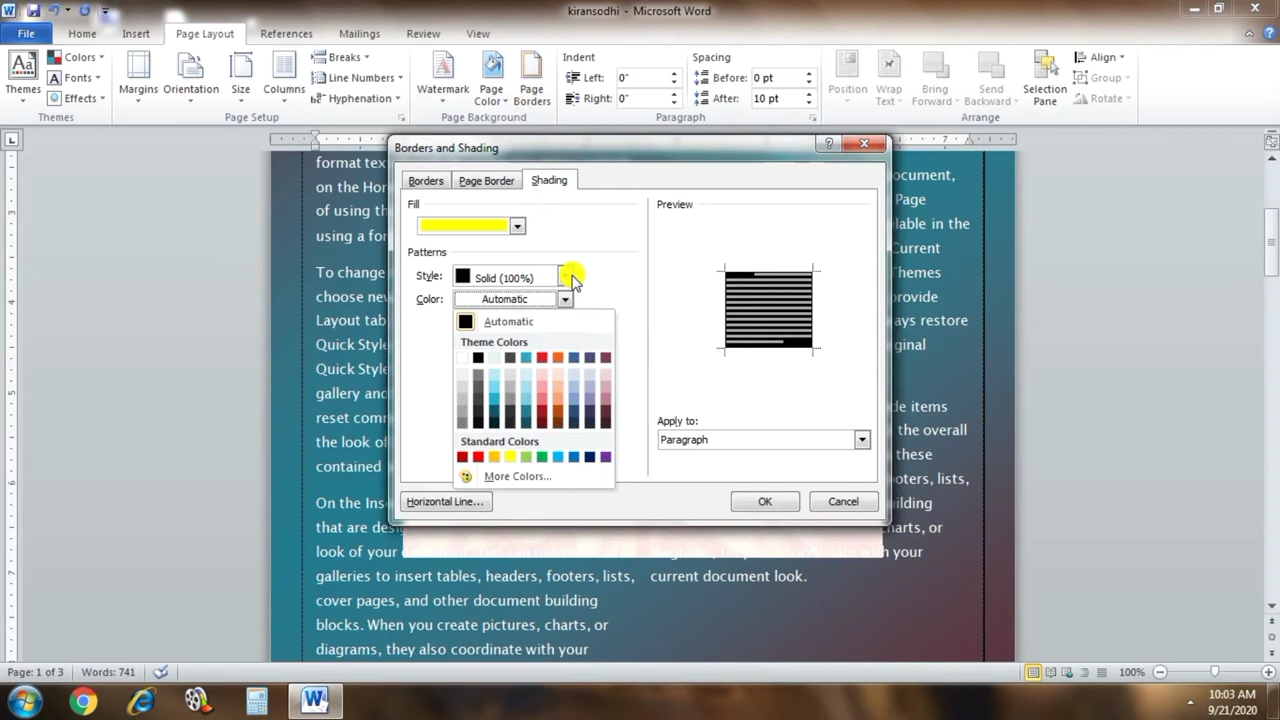 kiransodhi - Microsoft Word
File Home Insert Page Layout References Mailings Review View
Themes
Colors
Fonts
Effects
Themes
Margins
Orientation
Size
Columns
Breaks
Line Numbers
Hyphenation
Page Setup
Watermark
Page Color
Page Borders
Page Background
Indent
Left: 0"
Right: 0"
Spacing
Before: 0 pt
After: 10 pt
Paragraph
Position
Wrap Text
Bring Forward
Send Backward
Selection Pane
Align
Group
Rotate
Arrange
7
Borders and Shading
Borders Page Border Shading
Fill
Patterns
Style: Solid (100%)
Color: Automatic
Automatic
Theme Colors
Standard Colors
More Colors...
Preview
Apply to:
Paragraph
Horizontal Line...
OK Cancel
format tex
on the Hor
of using th
using a for
To change
choose new
Layout tab
Quick Style
Quick Style
gallery and
reset comm
the look of
contained
On the Inse
that are desi
look of your
galleries to insert tables, headers, footers, lists,
cover pages, and other document building
blocks. When you create pictures, charts, or
diagrams, they also coordinate with your
ocument,
Page
ilable in the
Current
Themes
provide
ays restore
ginal
de items
the overall
these
oters, lists,
uilding
charts, or
with your
current document look.
Page: 1 of 3 Words: 741
100%
10:03 AM
9/21/2020